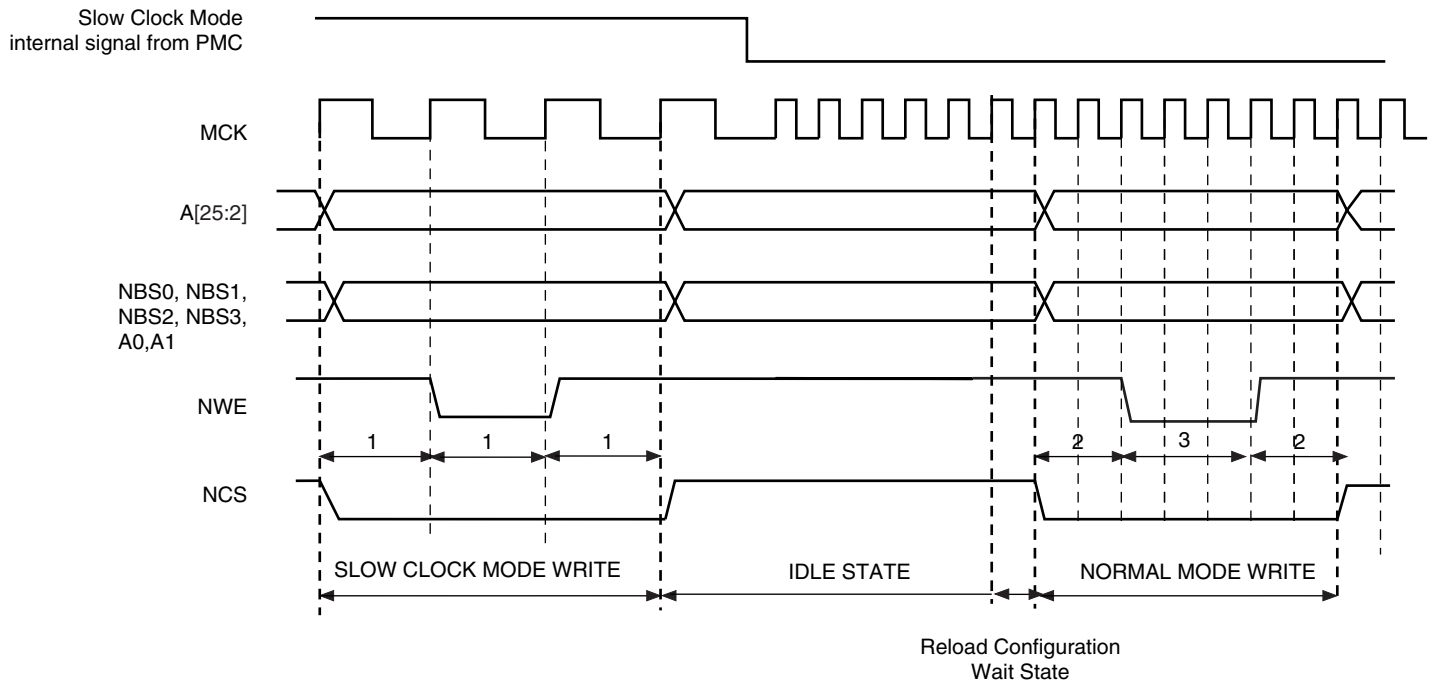 Slow Clock Mode
internal signal from PMC
MCK
A[25:2]
NBS0, NBS1,
NBS2, NBS3,
A0,A1
NWE
1 1 1 2 3 2
NCS
SLOW CLOCK MODE WRITE IDLE STATE NORMAL MODE WRITE
Reload Configuration
Wait State